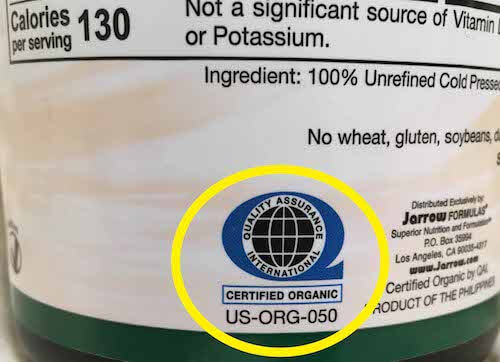 Calories
per serving 130
Not a significant source of Vitamin
or Potassium.
Ingredient: 100% Unrefined Cold Pressed
No wheat, gluten, soybeans,
QUALITY ASSURANCE
INTERNATIONAL
CERTIFIED ORGANIC
US-ORG-050
Distributed Exclusively by
Jarrow FORMULAS®
Superior Nutrition and Formulation
P.O. Box 35994
Los Angeles, CA 90035-4317
www.Jarrow.com
Certified Organic by QAI
PRODUCT OF THE PHILIPPINES